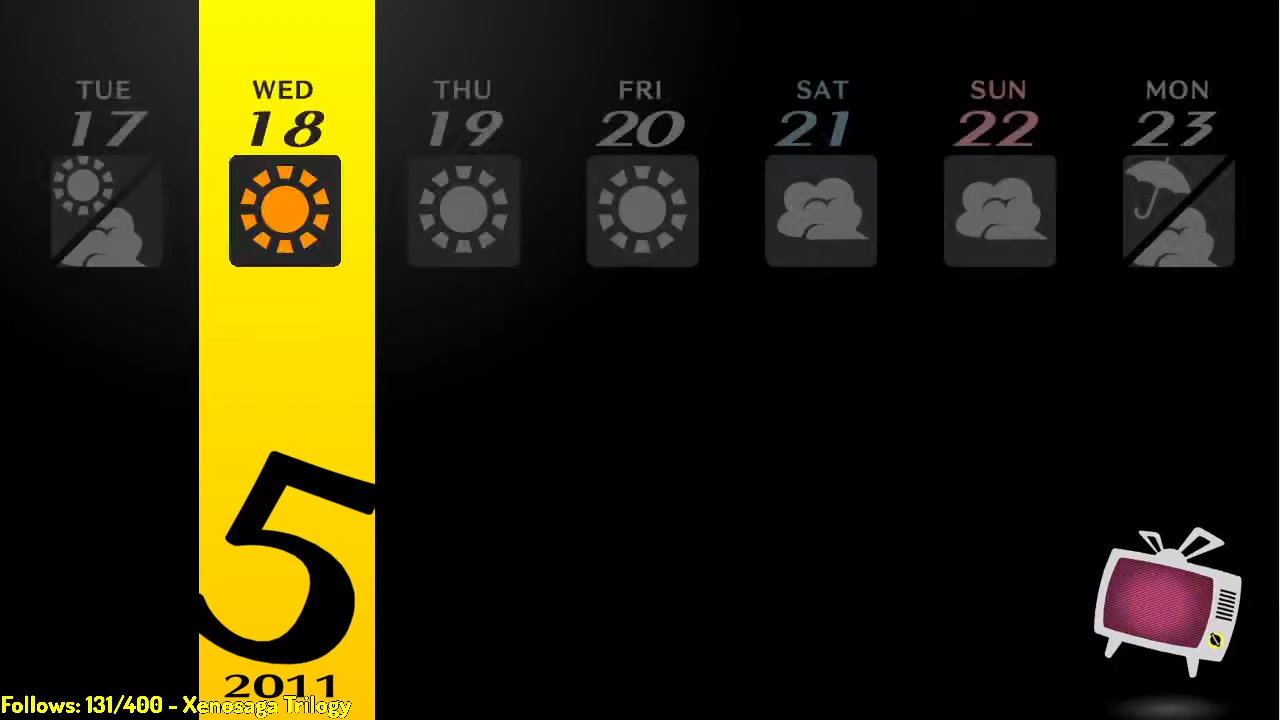 TUE WED THU FRI SAT SUN MON
17 18 19 20 21 22 23
5
2011
Follows: 131/400 - Xenosaga Trilogy